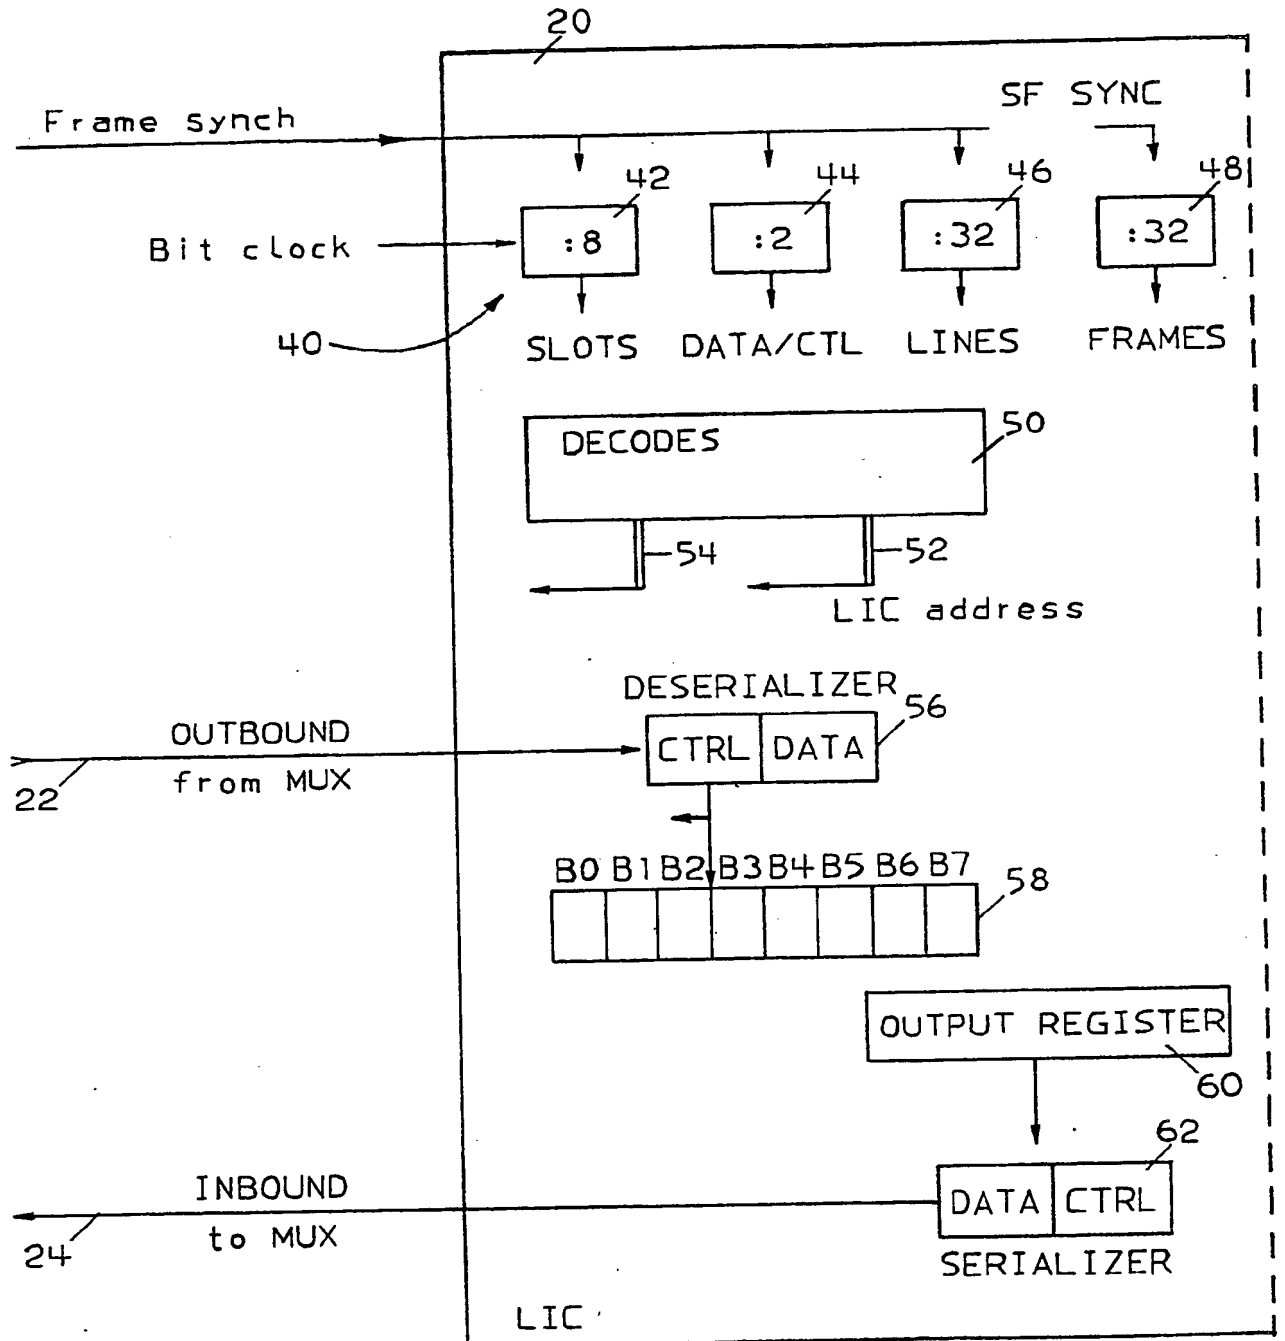 20
SF SYNC
Frame synch
42
44
46
48
Bit clock
:8
:2
:32
:32
40
SLOTS
DATA/CTL
LINES
FRAMES
DECODES
50
54
52
LIC address
DESERIALIZER
56
OUTBOUND
CTRL
DATA
from MUX
22
B0 B1 B2 B3 B4 B5 B6 B7
58
OUTPUT REGISTER
60
62
INBOUND
DATA
CTRL
to MUX
24
SERIALIZER
LIC